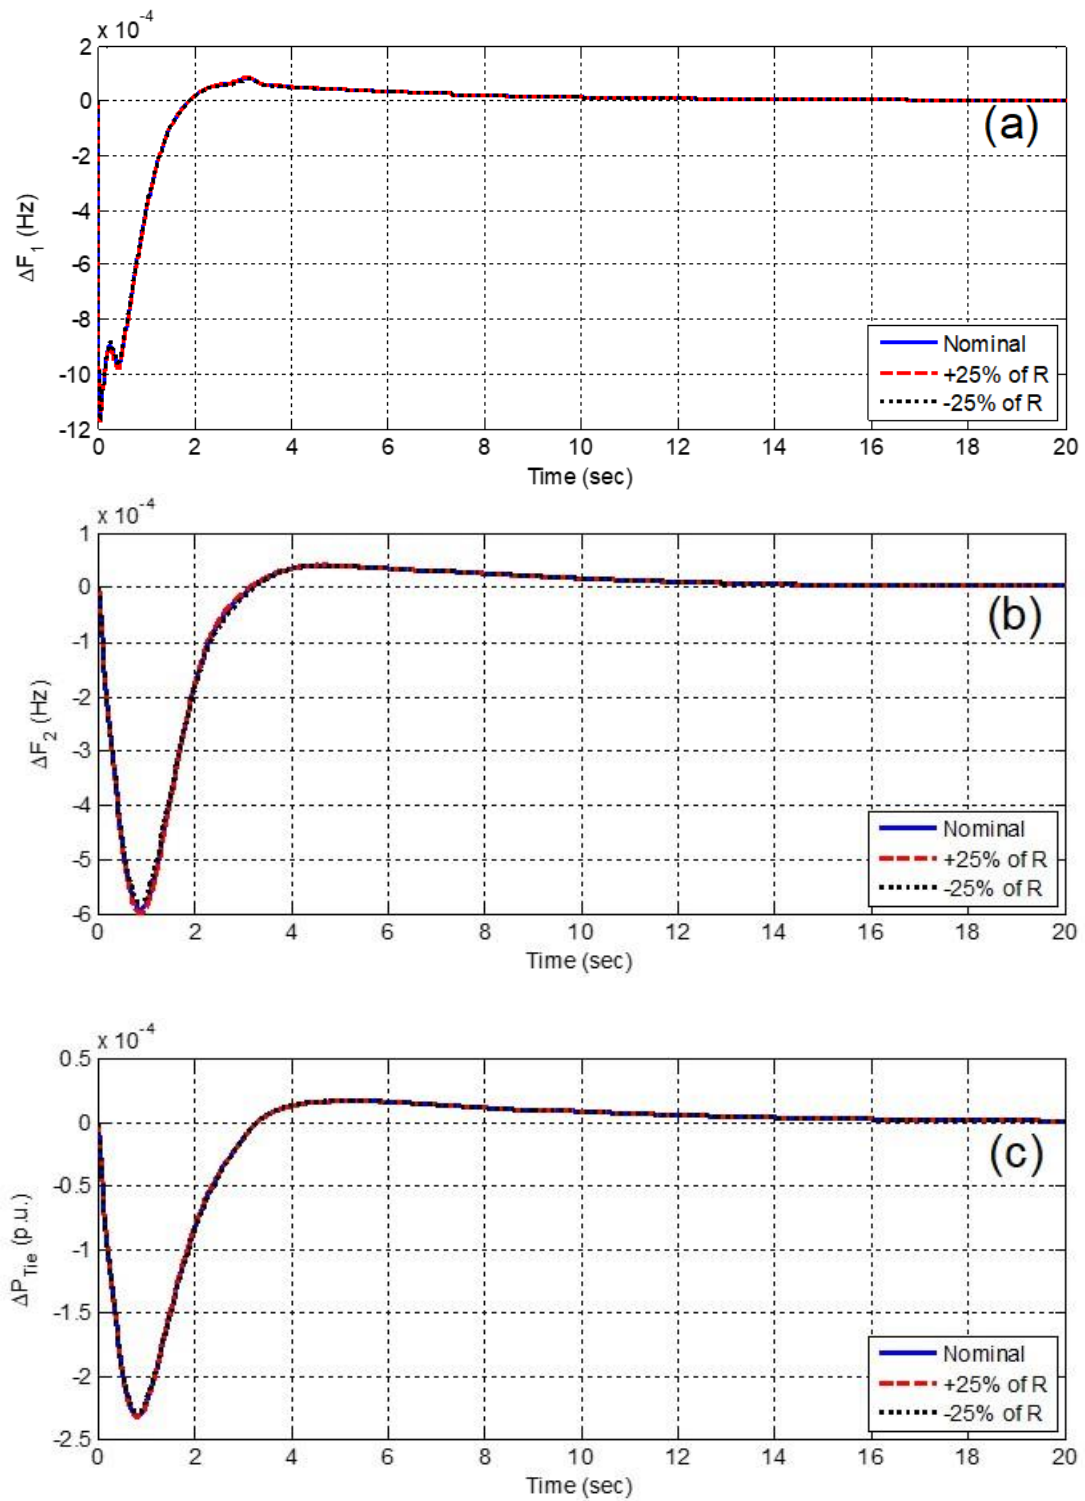 x 10-4
2
0
-2
-4
-6
-8
-10
-12
ΔF1 (Hz)
(a)
Nominal
+25% of R
-25% of R
0 2 4 6 8 10 12 14 16 18 20
Time (sec)
x 10-4
1
0
-1
-2
-3
-4
-5
-6
ΔF2 (Hz)
(b)
Nominal
+25% of R
-25% of R
0 2 4 6 8 10 12 14 16 18 20
Time (sec)
x 10-4
0.5
0
-0.5
-1
-1.5
-2
-2.5
ΔPTie (p.u.)
(c)
Nominal
+25% of R
-25% of R
0 2 4 6 8 10 12 14 16 18 20
Time (sec)